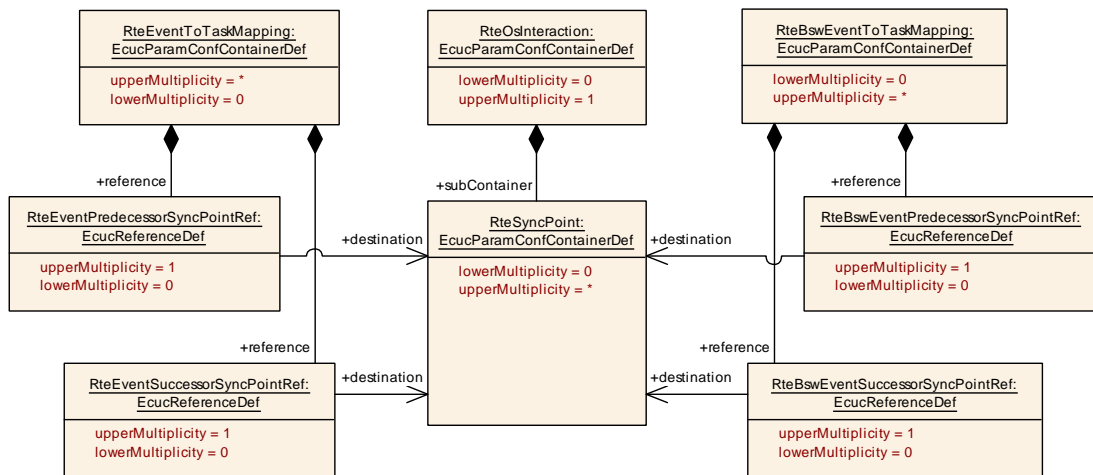 RteEventToTaskMapping:
EcucParamConfContainerDef
upperMultiplicity = *
lowerMultiplicity = 0
RteOsInteraction:
EcucParamConfContainerDef
lowerMultiplicity = 0
upperMultiplicity = 1
RteBswEventToTaskMapping:
EcucParamConfContainerDef
lowerMultiplicity = 0
upperMultiplicity = *
+reference
+subContainer
+reference
RteEventPredecessorSyncPointRef:
EcucReferenceDef
upperMultiplicity = 1
lowerMultiplicity = 0
+destination
RteSyncPoint:
EcucParamConfContainerDef
lowerMultiplicity = 0
upperMultiplicity = *
+destination
RteBswEventPredecessorSyncPointRef:
EcucReferenceDef
upperMultiplicity = 1
lowerMultiplicity = 0
+reference
+reference
RteEventSuccessorSyncPointRef:
EcucReferenceDef
upperMultiplicity = 1
lowerMultiplicity = 0
+destination
+destination
RteBswEventSuccessorSyncPointRef:
EcucReferenceDef
upperMultiplicity = 1
lowerMultiplicity = 0